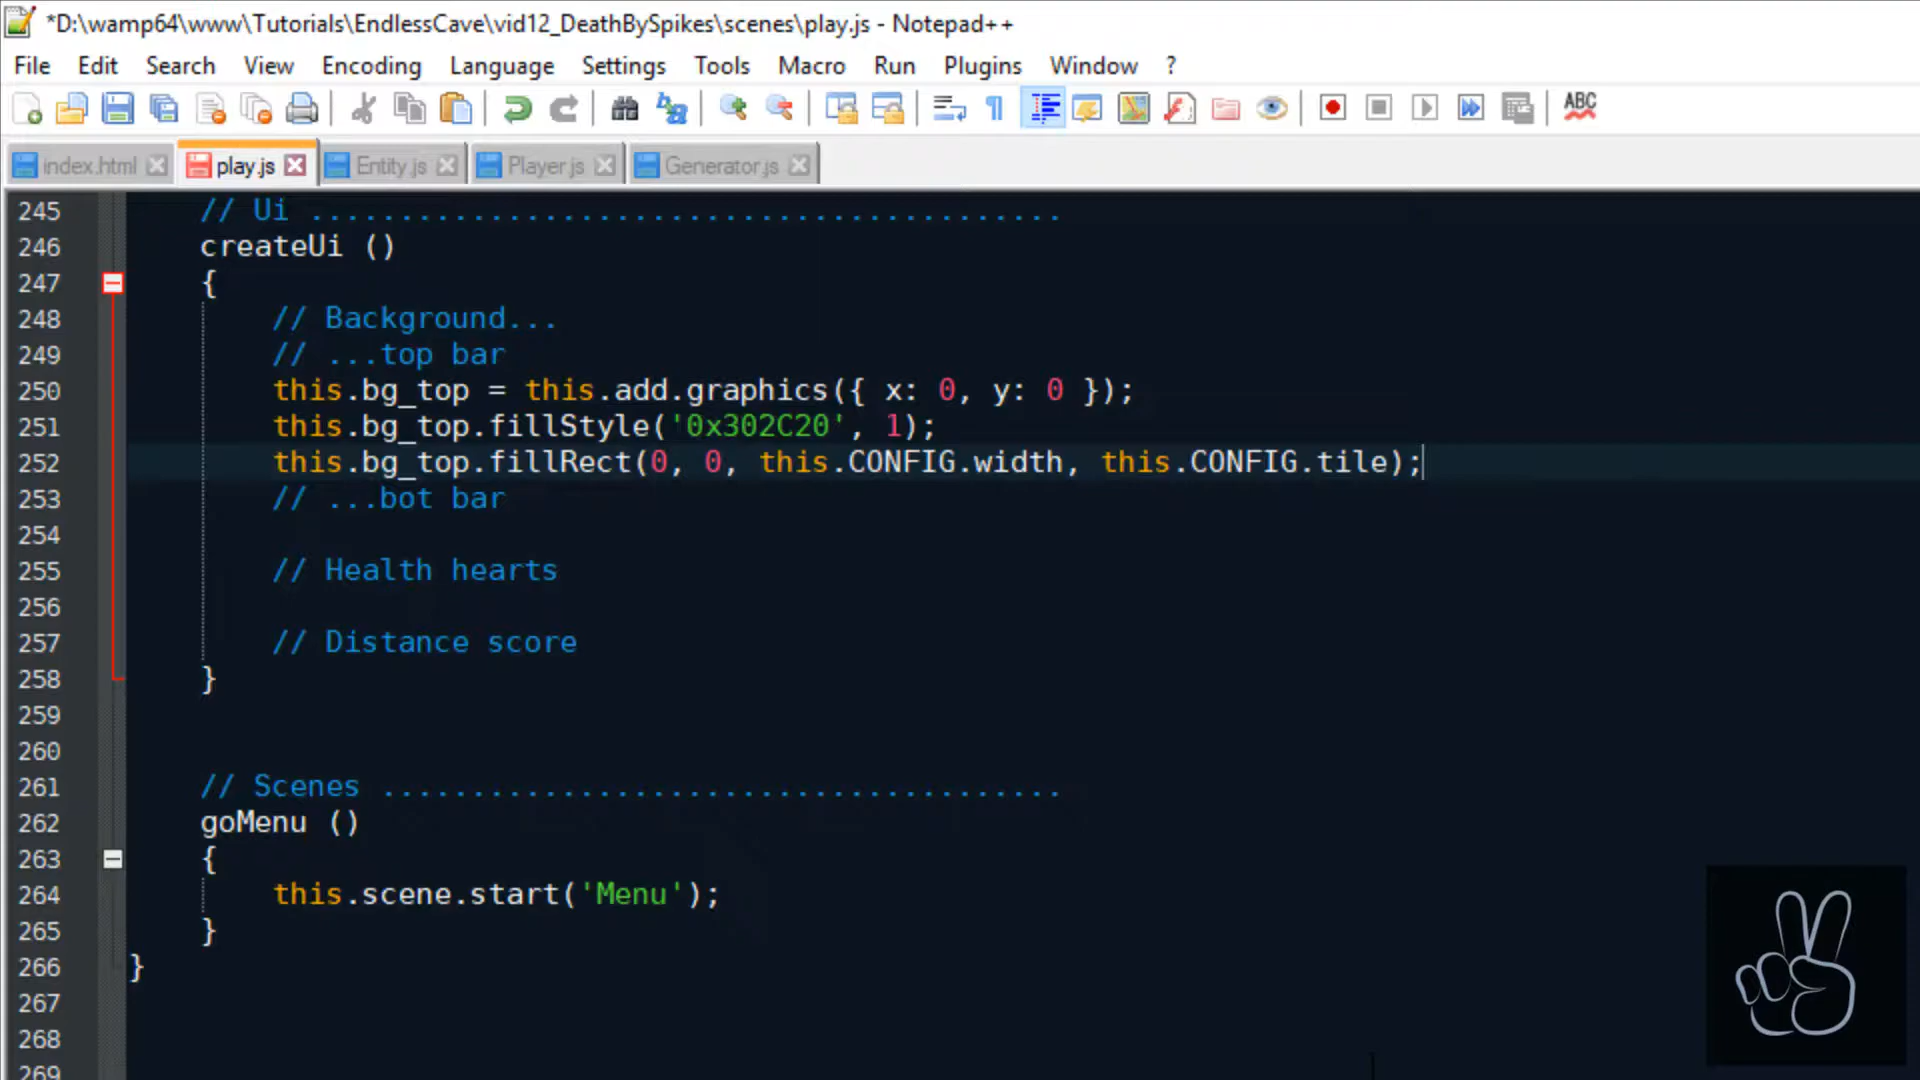 *D:\wamp64\www\Tutorials\EndlessCave\vid12_DeathBySpikes\scenes\play.js - Notepad++
File Edit Search View Encoding Language Settings Tools Macro Run Plugins Window ?
ABC
index.html play.js Entity.js Player.js Generator.js
245 // Ui ..........................................
246 createUi ()
247 {
248 // Background...
249 // ...top bar
250 this.bg_top = this.add.graphics({ x: 0, y: 0 });
251 this.bg_top.fillStyle('0x302C20', 1);
252 this.bg_top.fillRect(0, 0, this.CONFIG.width, this.CONFIG.tile);
253 // ...bot bar
254
255 // Health hearts
256
257 // Distance score
258 }
259
260
261 // Scenes ......................................
262 goMenu ()
263 {
264 this.scene.start('Menu');
265 }
266 }
267
268
269